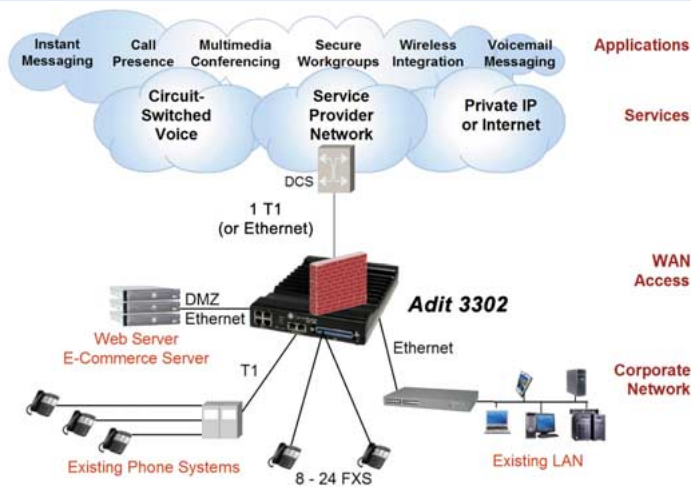 Instant Messaging
Call Presence
Multimedia Conferencing
Secure Workgroups
Wireless Integration
Voicemail Messaging
Applications
Circuit-
Switched
Voice
Service
Provider
Network
Private IP
or Internet
Services
DCS
1 T1
(or Ethernet)
WAN
Access
Adit 3302
DMZ
Ethernet
Web Server
E-Commerce Server
Ethernet
T1
Corporate
Network
Existing Phone Systems
8 - 24 FXS
Existing LAN